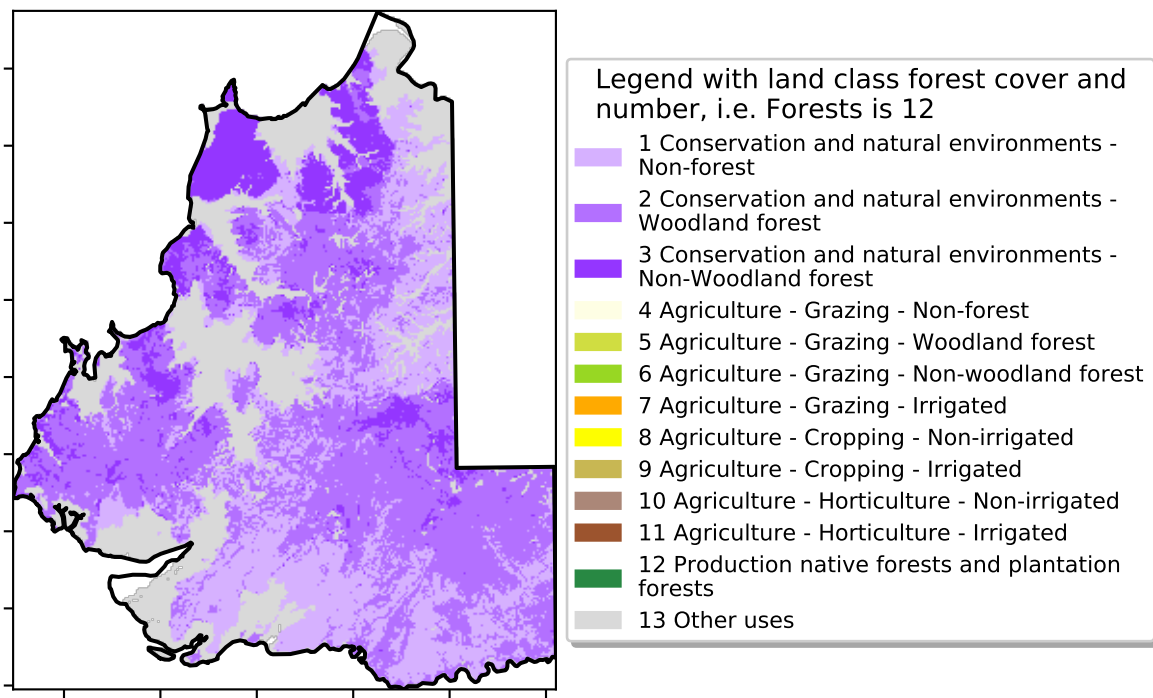 Legend with land class forest cover and
number, i.e. Forests is 12
1 Conservation and natural environments -
Non-forest
2 Conservation and natural environments -
Woodland forest
3 Conservation and natural environments -
Non-Woodland forest
4 Agriculture - Grazing - Non-forest
5 Agriculture - Grazing - Woodland forest
6 Agriculture - Grazing - Non-woodland forest
7 Agriculture - Grazing - Irrigated
8 Agriculture - Cropping - Non-irrigated
9 Agriculture - Cropping - Irrigated
10 Agriculture - Horticulture - Non-irrigated
11 Agriculture - Horticulture - Irrigated
12 Production native forests and plantation
forests
13 Other uses